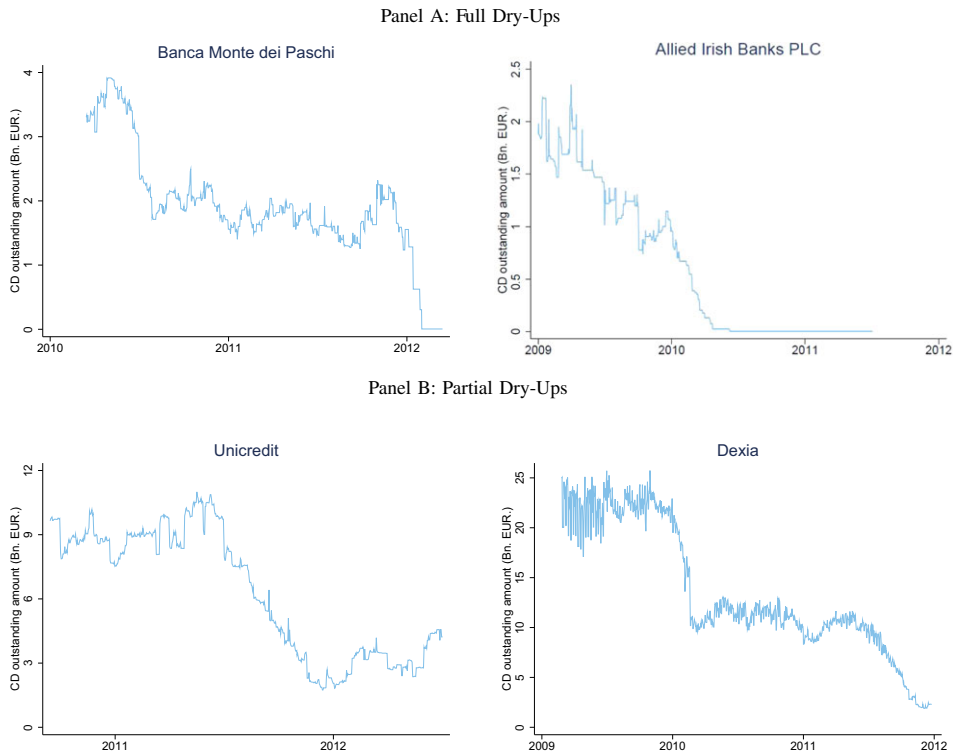 Panel A: Full Dry-Ups
Banca Monte dei Paschi
CD outstanding amount (Bn. EUR.)
4
3
2
1
0
2010 2011 2012
Allied Irish Banks PLC
CD outstanding amount (Bn. EUR.)
2.5
2
1.5
1
0.5
0
2009 2010 2011 2012
Panel B: Partial Dry-Ups
Unicredit
CD outstanding amount (Bn. EUR.)
12
9
6
3
0
2011 2012
Dexia
CD outstanding amount (Bn. EUR.)
25
20
15
10
5
0
2009 2010 2011 2012